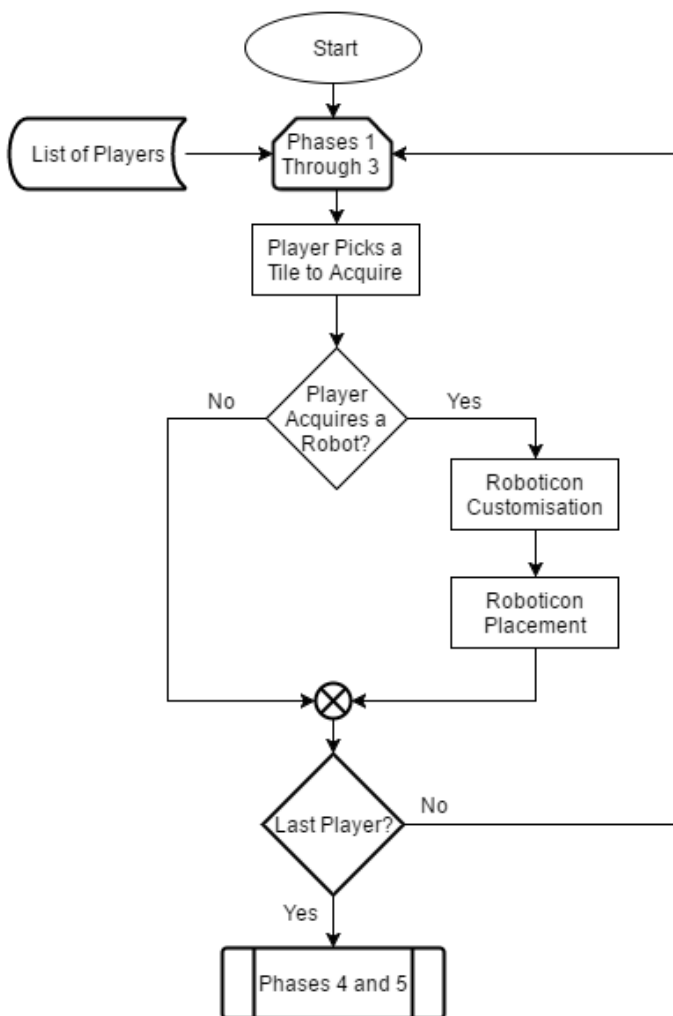 Start
List of Players
Phases 1
Through 3
Player Picks a
Tile to Acquire
Player
Acquires a
Robot?
No
Yes
Roboticon
Customisation
Roboticon
Placement
Last Player?
No
Yes
Phases 4 and 5